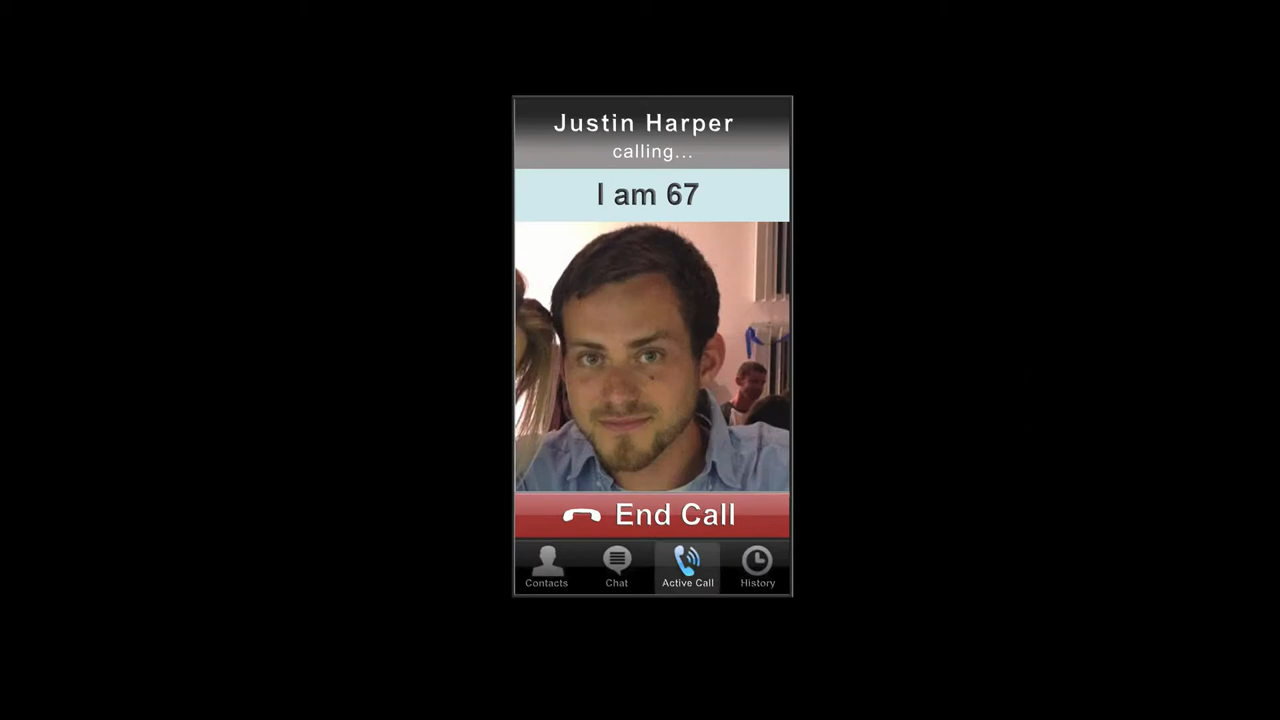 Justin Harper
calling...
I am 67
End Call
Contacts
Chat
Active Call
History